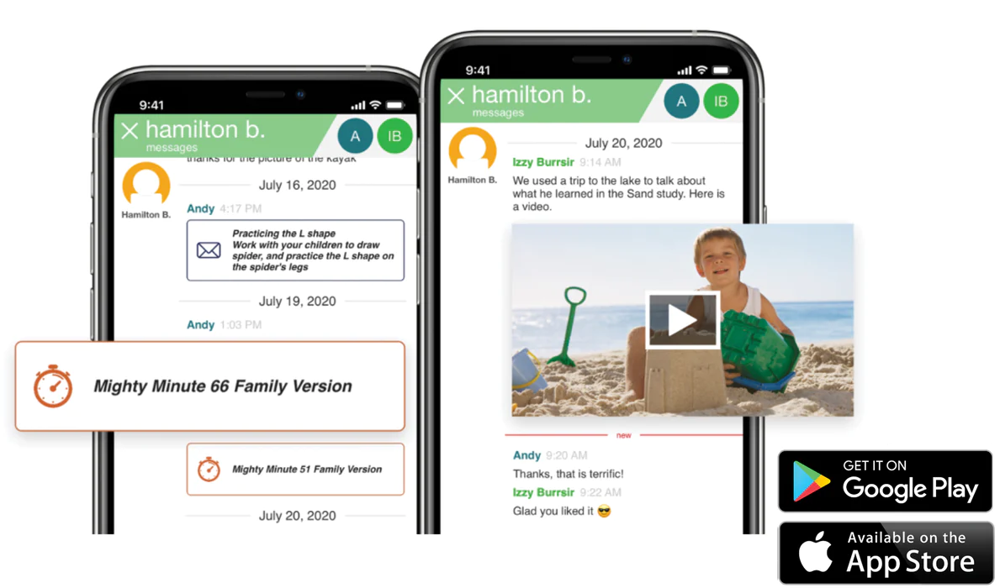 9:41
hamilton b.
messages
A
IB
thanks for the picture of the kayak
Hamilton B.
July 16, 2020
Andy 4:17 PM
Practicing the L shape
Work with your children to draw
spider, and practice the L shape on
the spider's legs
July 19, 2020
Andy 1:03 PM
Mighty Minute 66 Family Version
Mighty Minute 51 Family Version
July 20, 2020
9:41
hamilton b.
messages
A
IB
Hamilton B.
July 20, 2020
Izzy Burrsir 9:14 AM
We used a trip to the lake to talk about
what he learned in the Sand study. Here is
a video.
new
Andy 9:20 AM
Thanks, that is terrific!
Izzy Burrsir 9:22 AM
Glad you liked it 😎
GET IT ON
Google Play
Available on the
App Store